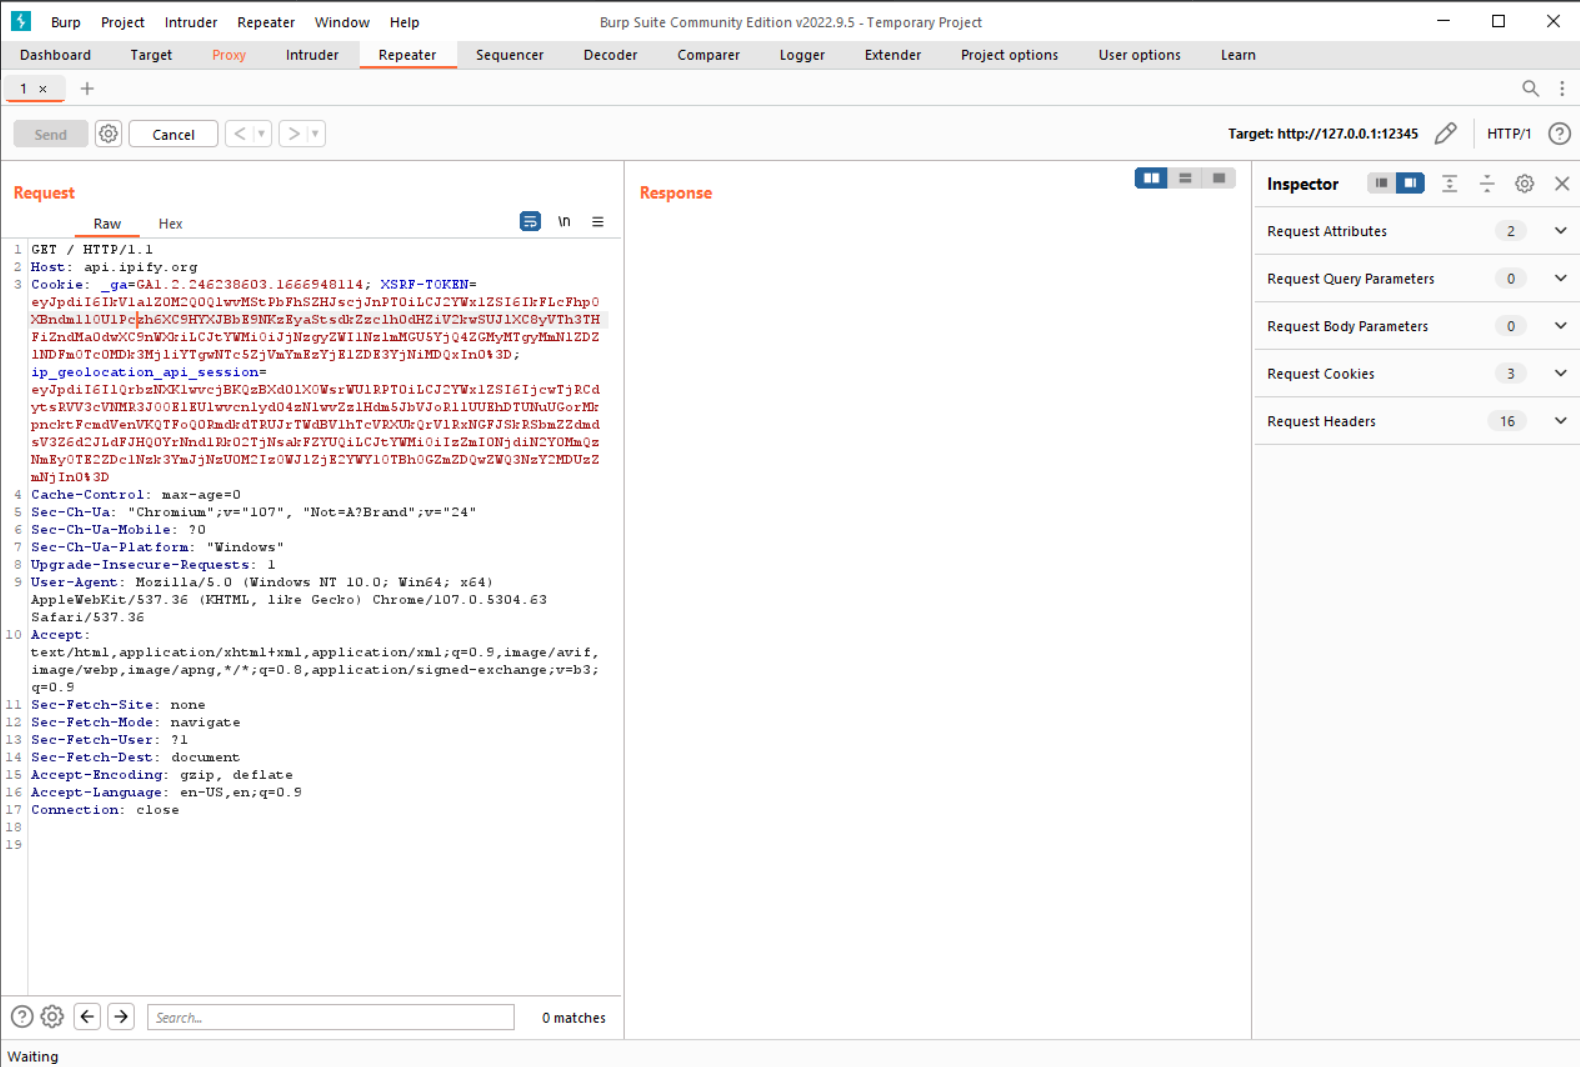 Burp Project Intruder Repeater Window Help
Burp Suite Community Edition v2022.9.5 - Temporary Project
Dashboard Target Proxy Intruder Repeater Sequencer Decoder Comparer Logger Extender Project options User options Learn
1 × +
Send Cancel < > Target: http://127.0.0.1:12345 HTTP/1 ?
Request
Raw Hex \n
1 GET / HTTP/1.1
2 Host: api.ipify.org
3 Cookie: _ga=GA1.2.246238603.1666948114; XSRF-TOKEN=
ip_geolocation_api_session=
mNjIn0%3D
4 Cache-Control: max-age=0
5 Sec-Ch-Ua: "Chromium";v="107", "Not=A?Brand";v="24"
6 Sec-Ch-Ua-Mobile: ?0
7 Sec-Ch-Ua-Platform: "Windows"
8 Upgrade-Insecure-Requests: 1
9 User-Agent: Mozilla/5.0 (Windows NT 10.0; Win64; x64)
AppleWebKit/537.36 (KHTML, like Gecko) Chrome/107.0.5304.63
Safari/537.36
10 Accept:
text/html,application/xhtml+xml,application/xml;q=0.9,image/avif,
image/webp,image/apng,*/*;q=0.8,application/signed-exchange;v=b3;
q=0.9
11 Sec-Fetch-Site: none
12 Sec-Fetch-Mode: navigate
13 Sec-Fetch-User: ?1
14 Sec-Fetch-Dest: document
15 Accept-Encoding: gzip, deflate
16 Accept-Language: en-US,en;q=0.9
17 Connection: close
18
19
? Search... 0 matches
Response
Inspector
Request Attributes 2
Request Query Parameters 0
Request Body Parameters 0
Request Cookies 3
Request Headers 16
Waiting